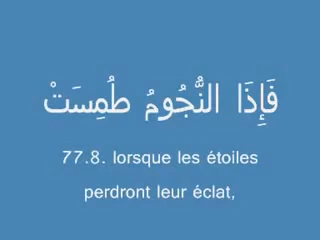 فَإِذَا النُّجُومُ طُمِسَتْ
77.8. lorsque les étoiles
perdront leur éclat,